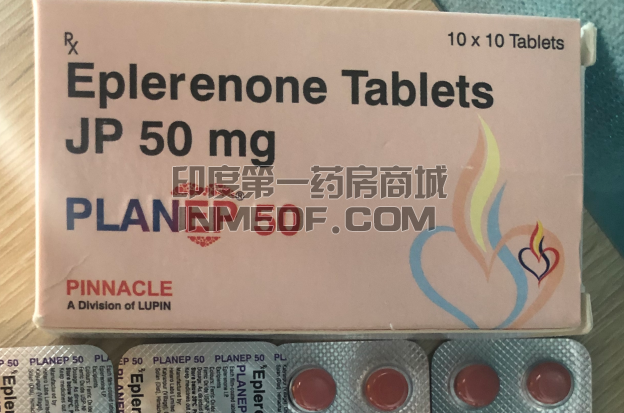 Rx
10 x 10 Tablets
Eplerenone Tablets
JP 50 mg
印度第一药房商城
INM5DF.COM
PLANEP 50
PINNACLE
A Division of LUPIN
PLANEP 50
PLANEP 50
PLANEP 50